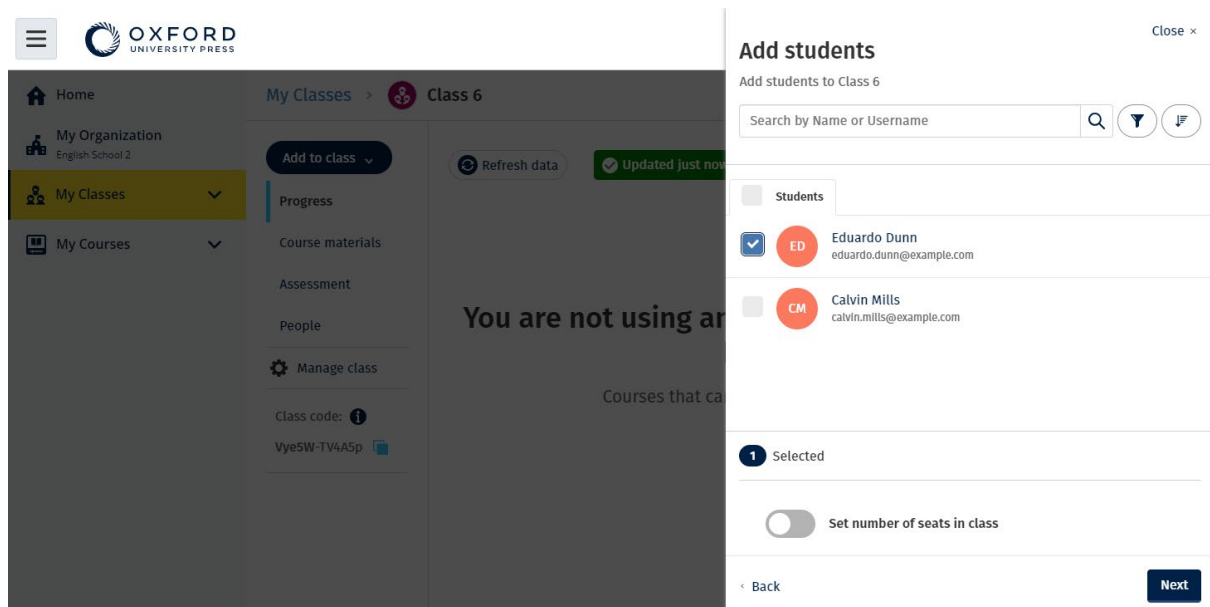 OXFORD
UNIVERSITY PRESS
Home
My Organization
English School 2
My Classes
My Courses
My Classes > Class 6
Add to class
Progress
Course materials
Assessment
People
Manage class
Class code:
Vye5W-TV4A5p
Refresh data
Updated just now
You are not using
Courses that
Close ×
Add students
Add students to Class 6
Search by Name or Username
Students
ED
Eduardo Dunn
eduardo.dunn@example.com
CM
Calvin Mills
calvin.mills@example.com
1 Selected
Set number of seats in class
‹ Back
Next